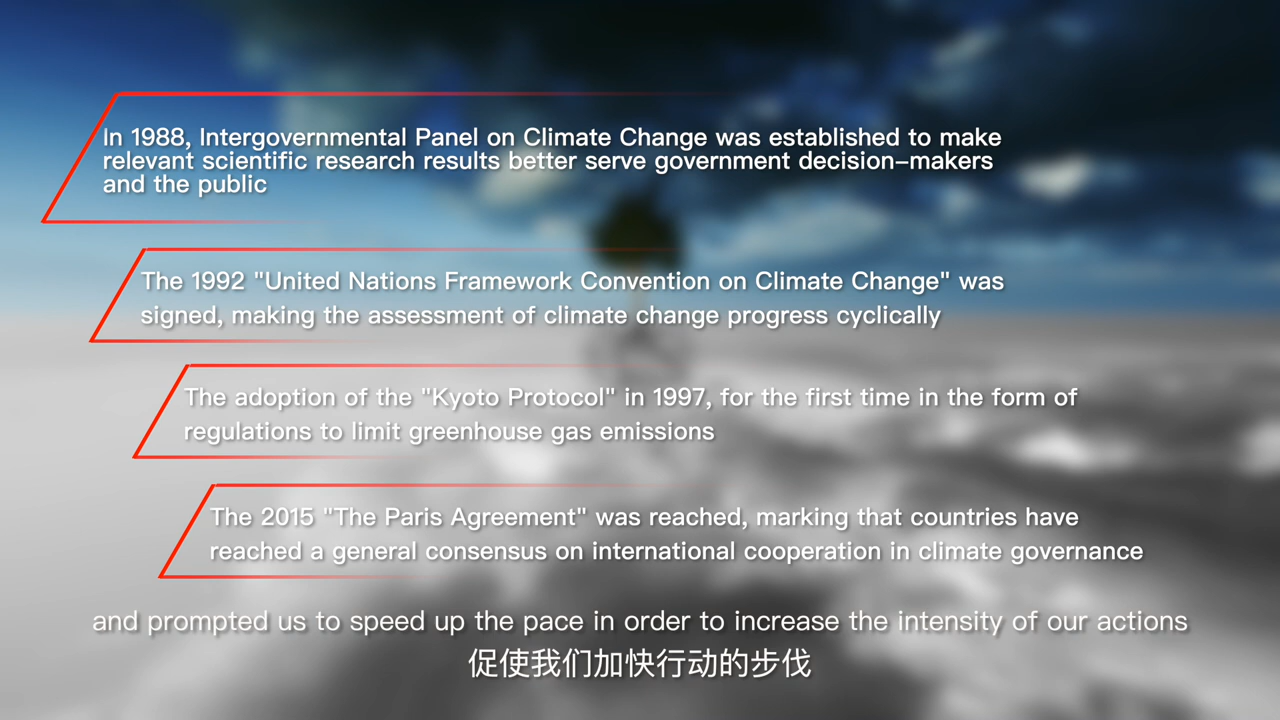 In 1988, Intergovernmental Panel on Climate Change was established to make
relevant scientific research results better serve government decision-makers
and the public
The 1992 "United Nations Framework Convention on Climate Change" was
signed, making the assessment of climate change progress cyclically
The adoption of the "Kyoto Protocol" in 1997, for the first time in the form of
regulations to limit greenhouse gas emissions
The 2015 "The Paris Agreement" was reached, marking that countries have
reached a general consensus on international cooperation in climate governance
and prompted us to speed up the pace in order to increase the intensity of our actions
促使我们加快行动的步伐